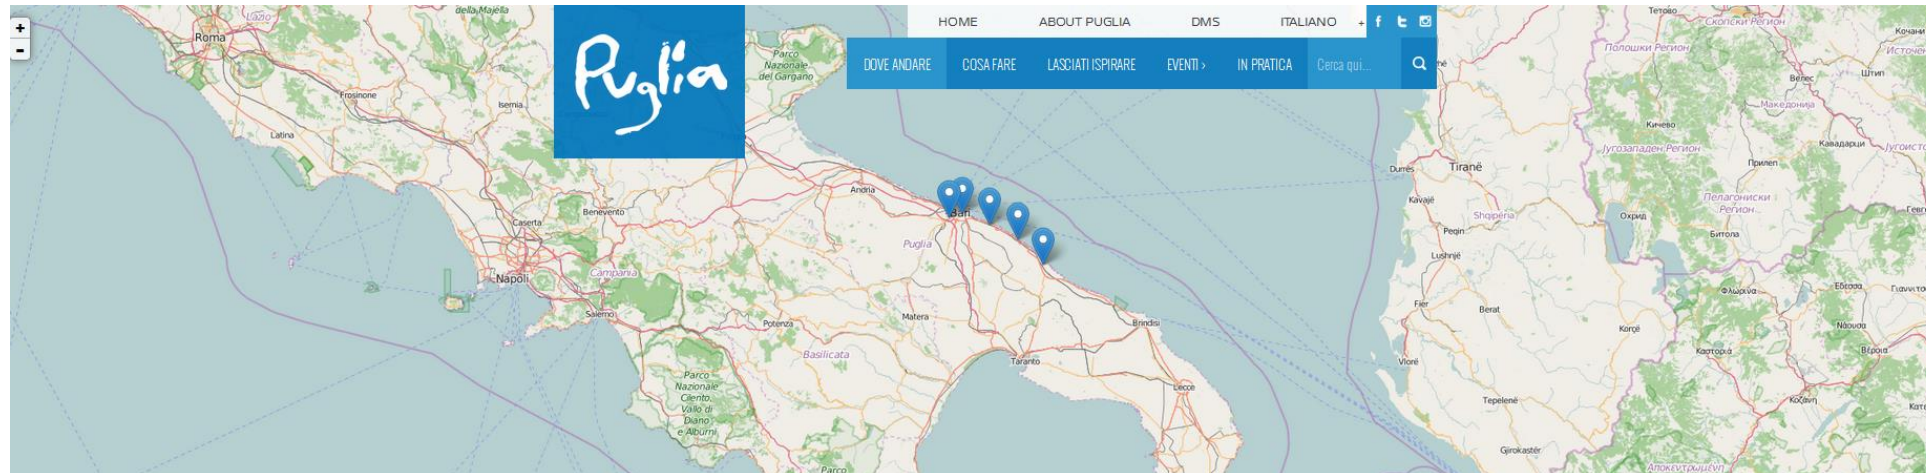 Lazio
della Majella
HOME ABOUT PUGLIA DMS ITALIANO +
Тетово
Скопски Регион
Кочани
+
-
Roma
Puglia
Parco
Nazionale
del Gargano
DOVE ANDARE COSA FARE LASCIATI ISPIRARE EVENTI › IN PRATICA Cerca qui...
Полошки Регион
Велес
Штип
Frosinone
Isernia
Македонија
Latina
Кичево
Југозападен Регион
Кавадарци
Прилеп
Durrës
Tiranë
Andria
Kavajë
Пелагониски
Регион
Caserta
Benevento
Bari
Shqipëria
Охрид
Puglia
Peqin
Битола
Lushnjë
Napoli
Campania
Φλώρινα
Έδεσσα
Fier
Berat
Salerno
Potenza
Matera
Brindisi
Korçë
Νάουσα
Basilicata
Taranto
Vlorë
Καστοριά
Βέροια
Parco
Nazionale
Cilento,
Vallo di
Diano
e Alburni
Lecce
Tepelenë
Κοζάνη
Gjirokastër
Parco